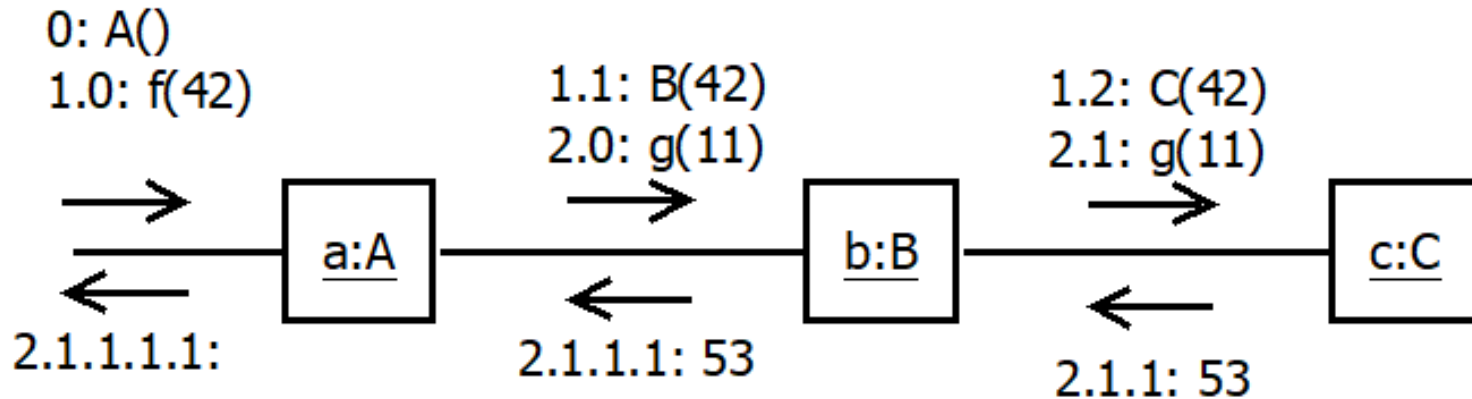 0: A()
1.0: f(42)
1.1: B(42)
2.0: g(11)
1.2: C(42)
2.1: g(11)
a:A
b:B
c:C
2.1.1.1.1:
2.1.1.1: 53
2.1.1: 53